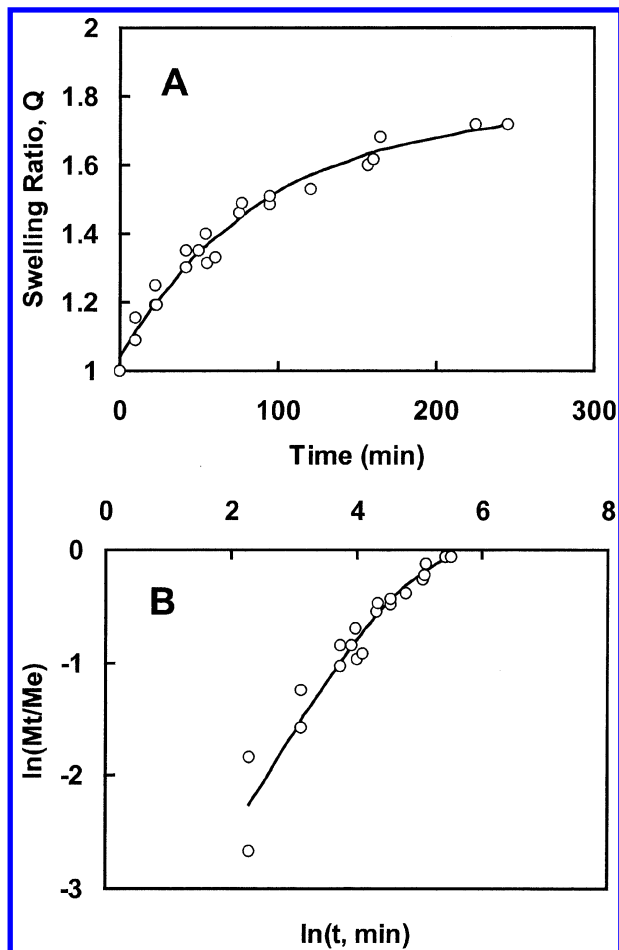 2
A
1.8
1.6
1.4
1.2
1
Swelling Ratio, Q
0 100 200 300
Time (min)
0 2 4 6 8
0
B
-1
-2
-3
ln(Mt/Me)
ln(t, min)